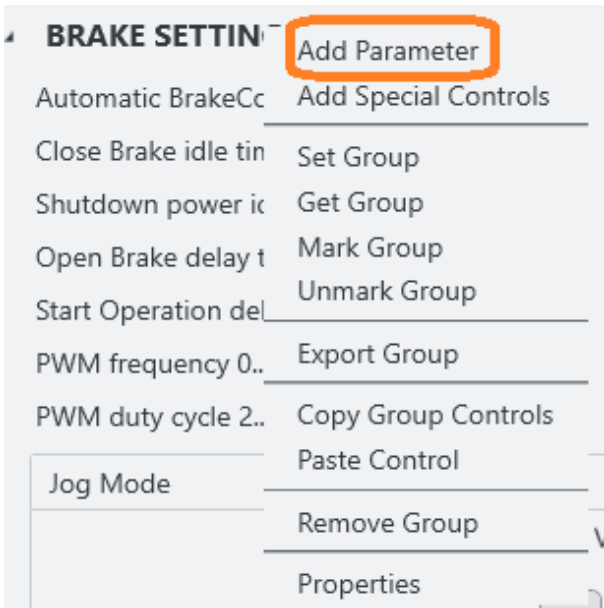 BRAKE SETTIN
Add Parameter
Automatic BrakeCo
Add Special Controls
Close Brake idle tin
Set Group
Shutdown power id
Get Group
Open Brake delay t
Mark Group
Start Operation del
Unmark Group
PWM frequency 0..
Export Group
PWM duty cycle 2..
Copy Group Controls
Paste Control
Jog Mode
Remove Group
Properties